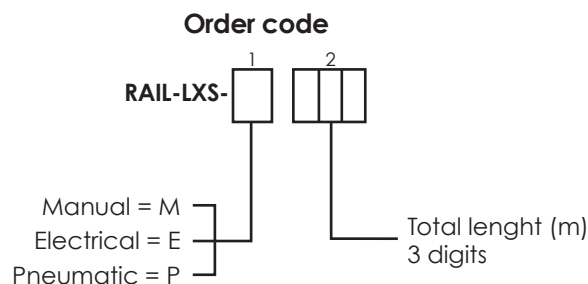 Order code
1 2
RAIL-LXS-
Manual = M
Electrical = E
Pneumatic = P
Total lenght (m)
3 digits